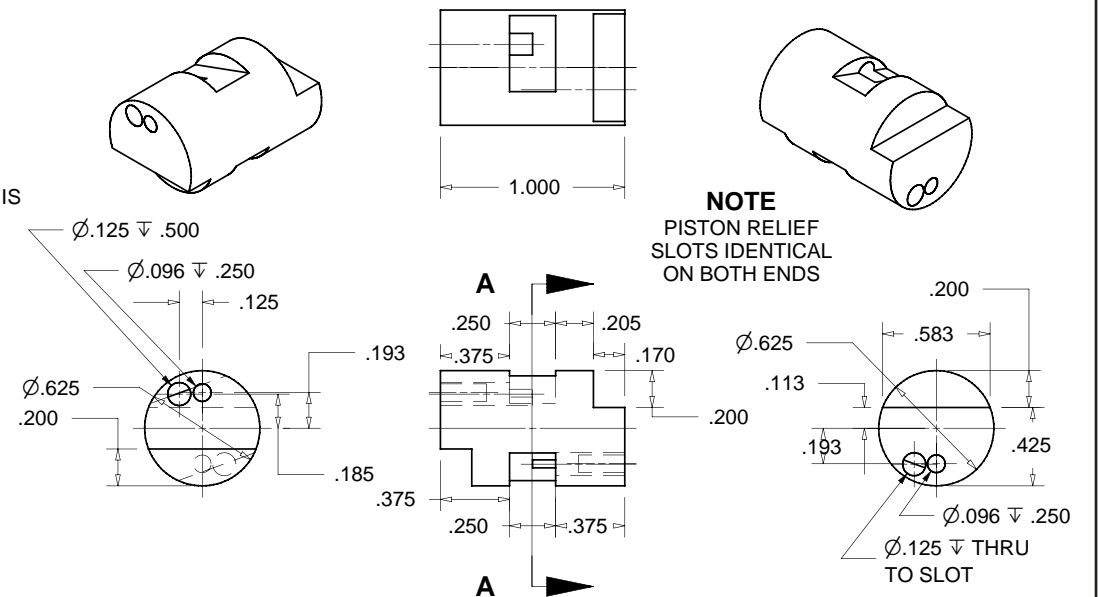 1.000
IS
NOTE
PISTON RELIEF
SLOTS IDENTICAL
ON BOTH ENDS
Ø.125 ↧ .500
Ø.096 ↧ .250
.125
.193
Ø.625
.200
.185
A
.250
.205
.375
.170
.200
.375
.250
.375
A
.200
.583
Ø.625
.113
.193
.425
Ø.096 ↧ .250
Ø.125 ↧ THRU
TO SLOT